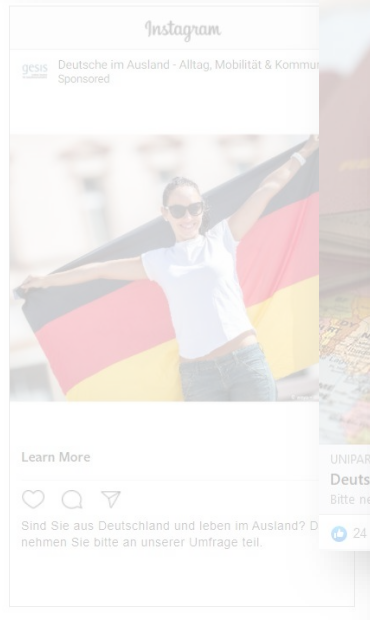 Instagram
gesis
Deutsche im Ausland - Alltag, Mobilität & Kommu
Sponsored
Learn More
Sind Sie aus Deutschland und leben im Ausland? D
nehmen Sie bitte an unserer Umfrage teil.
UNIPAR
Deuts
Bitte ne
24